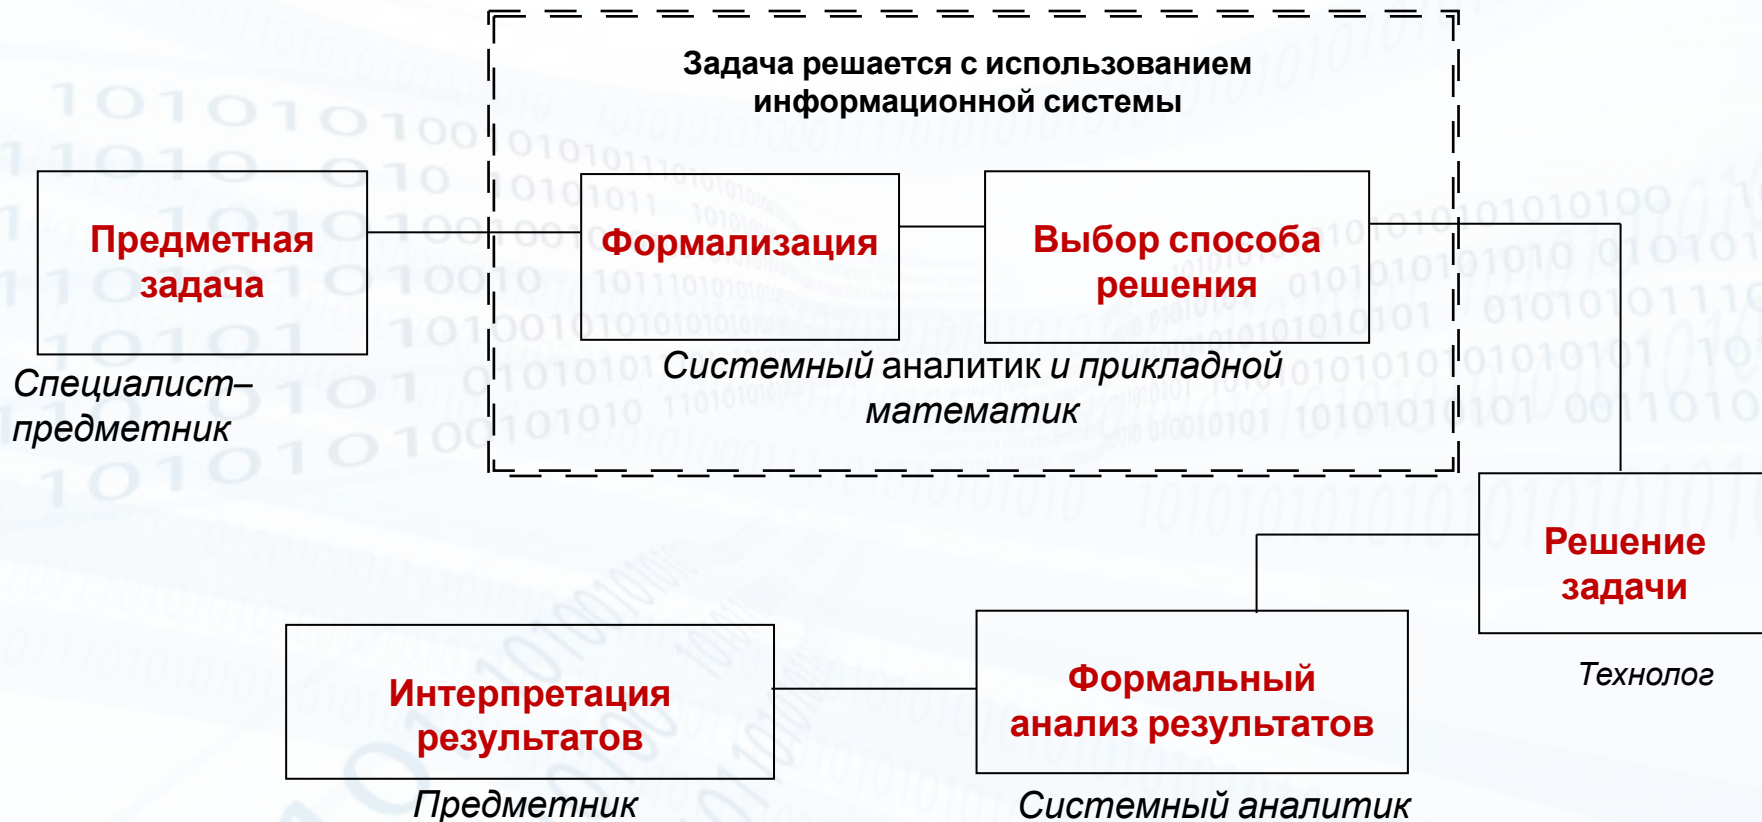 Задача решается с использованием
информационной системы
Предметная
задача
Формализация
Выбор способа
решения
Специалист–
предметник
Системный аналитик и прикладной
математик
Решение
задачи
Технолог
Формальный
анализ результатов
Системный аналитик
Интерпретация
результатов
Предметник